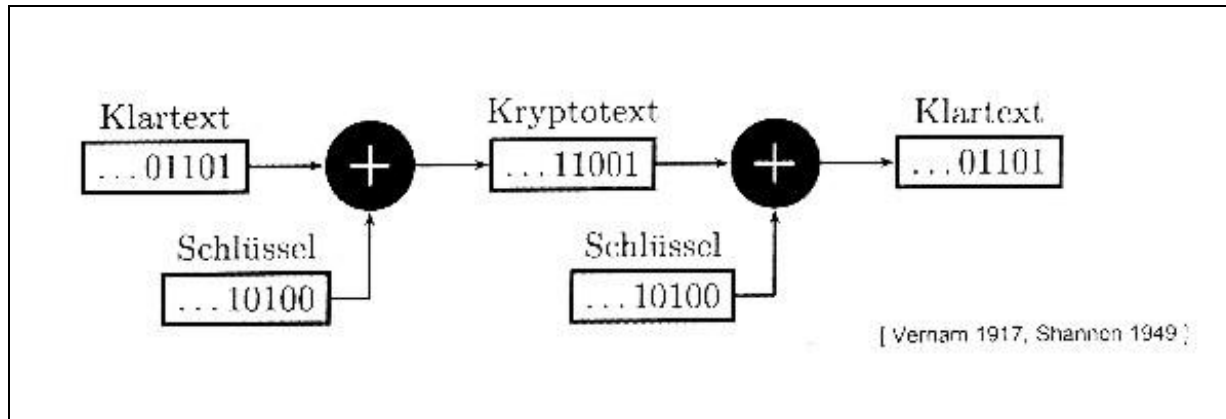 Klartext
...01101
Schlüssel
...10100
Kryptotext
...11001
Schlüssel
...10100
Klartext
...01101
[ Vernam 1917, Shannon 1949 ]